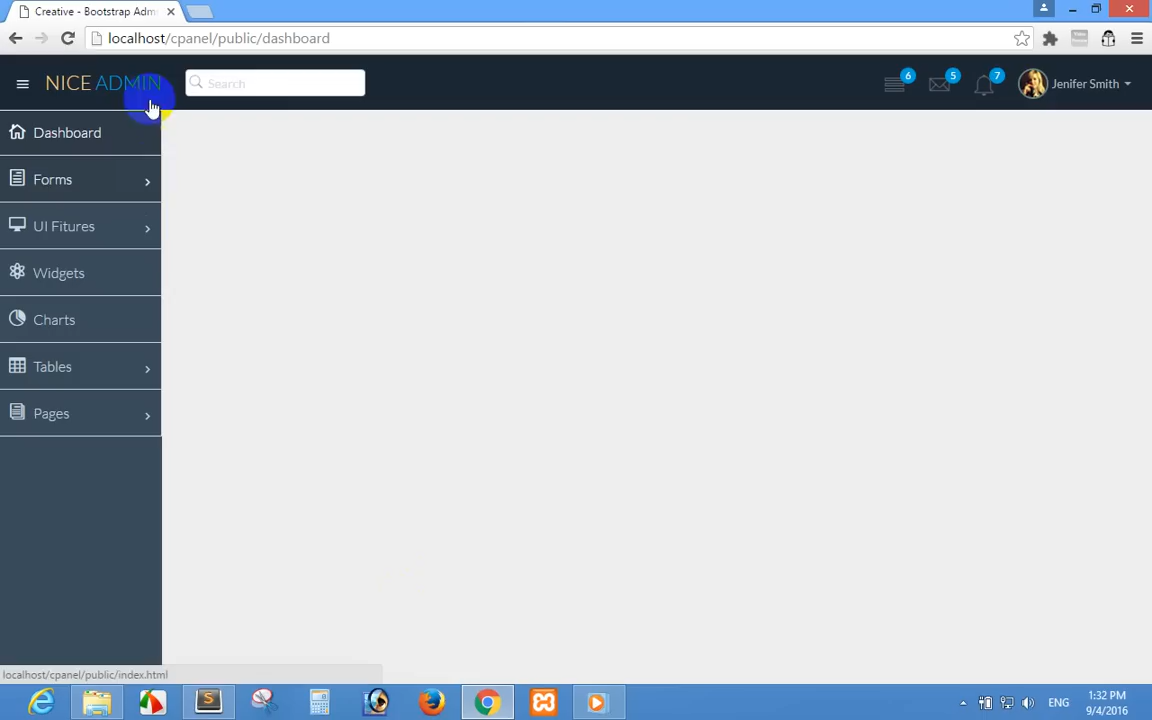 Creative - Bootstrap Adm
localhost/cpanel/public/dashboard
NICE ADMIN
Search
6
5
7
Jenifer Smith
Dashboard
Forms
UI Fitures
Widgets
Charts
Tables
Pages
localhost/cpanel/public/index.html
ENG
1:32 PM
9/4/2016